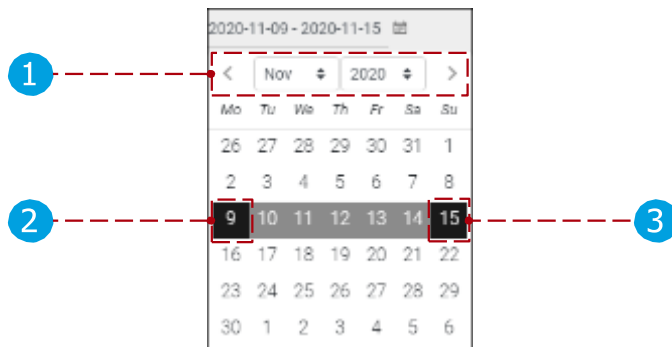 2020-11-09 - 2020-11-15
1 < Nov 2020 >
Mo Tu We Th Fr Sa Su
26 27 28 29 30 31 1
2 3 4 5 6 7 8
2 9 10 11 12 13 14 15 3
16 17 18 19 20 21 22
23 24 25 26 27 28 29
30 1 2 3 4 5 6